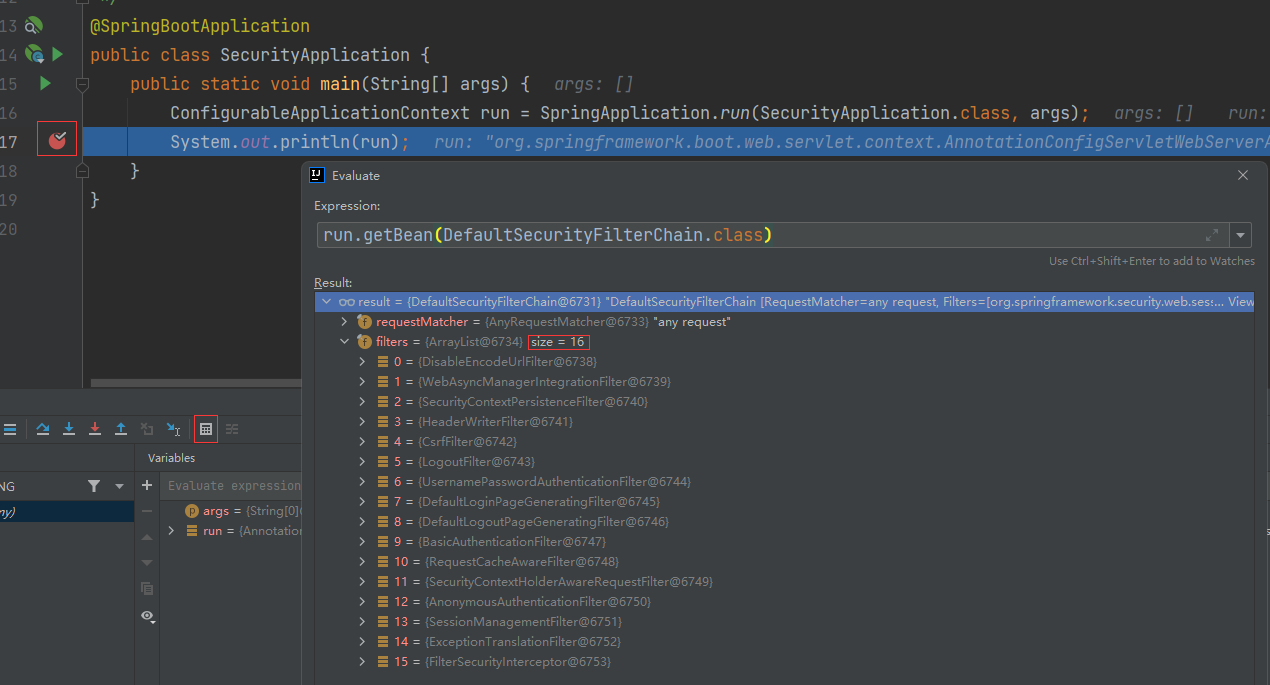 13 @SpringBootApplication
14 public class SecurityApplication {
15 public static void main(String[] args) { args: []
16 ConfigurableApplicationContext run = SpringApplication.run(SecurityApplication.class, args); args: [] run:
17 System.out.println(run); run: "org.springframework.boot.web.servlet.context.AnnotationConfigServletWebServerA
18 }
19 }
20
Evaluate
Expression:
run.getBean(DefaultSecurityFilterChain.class)
Use Ctrl+Shift+Enter to add to Watches
Result:
result = {DefaultSecurityFilterChain@6731} "DefaultSecurityFilterChain [RequestMatcher=any request, Filters=[org.springframework.security.web.ses:... View
requestMatcher = {AnyRequestMatcher@6733} "any request"
filters = {ArrayList@6734} size = 16
0 = {DisableEncodeUrlFilter@6738}
1 = {WebAsyncManagerIntegrationFilter@6739}
2 = {SecurityContextPersistenceFilter@6740}
3 = {HeaderWriterFilter@6741}
4 = {CsrfFilter@6742}
5 = {LogoutFilter@6743}
6 = {UsernamePasswordAuthenticationFilter@6744}
7 = {DefaultLoginPageGeneratingFilter@6745}
8 = {DefaultLogoutPageGeneratingFilter@6746}
9 = {BasicAuthenticationFilter@6747}
10 = {RequestCacheAwareFilter@6748}
11 = {SecurityContextHolderAwareRequestFilter@6749}
12 = {AnonymousAuthenticationFilter@6750}
13 = {SessionManagementFilter@6751}
14 = {ExceptionTranslationFilter@6752}
15 = {FilterSecurityInterceptor@6753}
Variables
NG
Evaluate expression
ny)
args = {String[0]
run = {Annotation